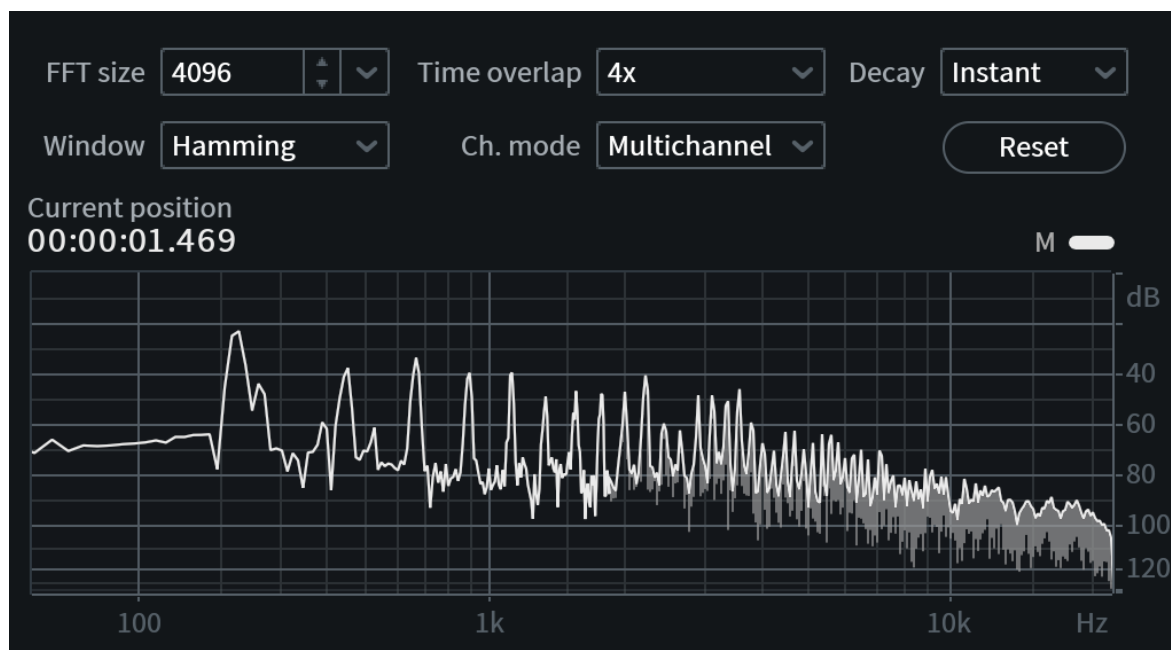 FFT size 4096 Time overlap 4x Decay Instant
Window Hamming Ch. mode Multichannel Reset
Current position
00:00:01.469 M
dB
-40
-60
-80
-100
-120
100 1k 10k Hz